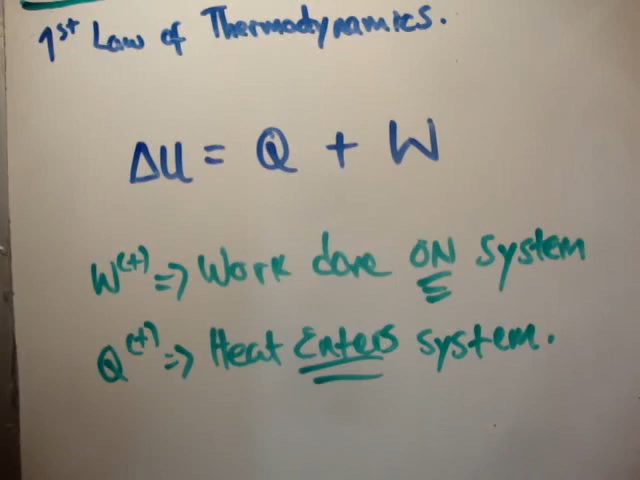 1st Law of Thermodynamics.
ΔU = Q + W
W(+) => Work done ON system
Q(+) => Heat Enters system.